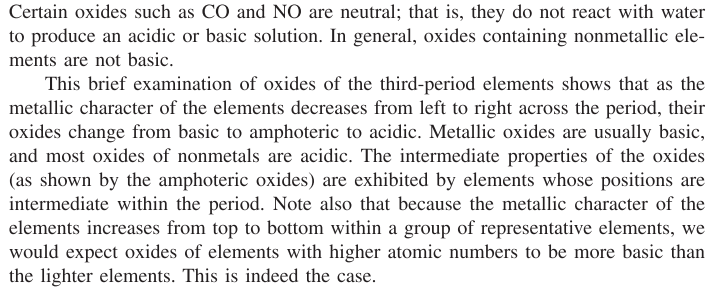 Certain oxides such as CO and NO are neutral; that is, they do not react with water
to produce an acidic or basic solution. In general, oxides containing nonmetallic ele-
ments are not basic.
This brief examination of oxides of the third-period elements shows that as the
metallic character of the elements decreases from left to right across the period, their
oxides change from basic to amphoteric to acidic. Metallic oxides are usually basic,
and most oxides of nonmetals are acidic. The intermediate properties of the oxides
(as shown by the amphoteric oxides) are exhibited by elements whose positions are
intermediate within the period. Note also that because the metallic character of the
elements increases from top to bottom within a group of representative elements, we
would expect oxides of elements with higher atomic numbers to be more basic than
the lighter elements. This is indeed the case.